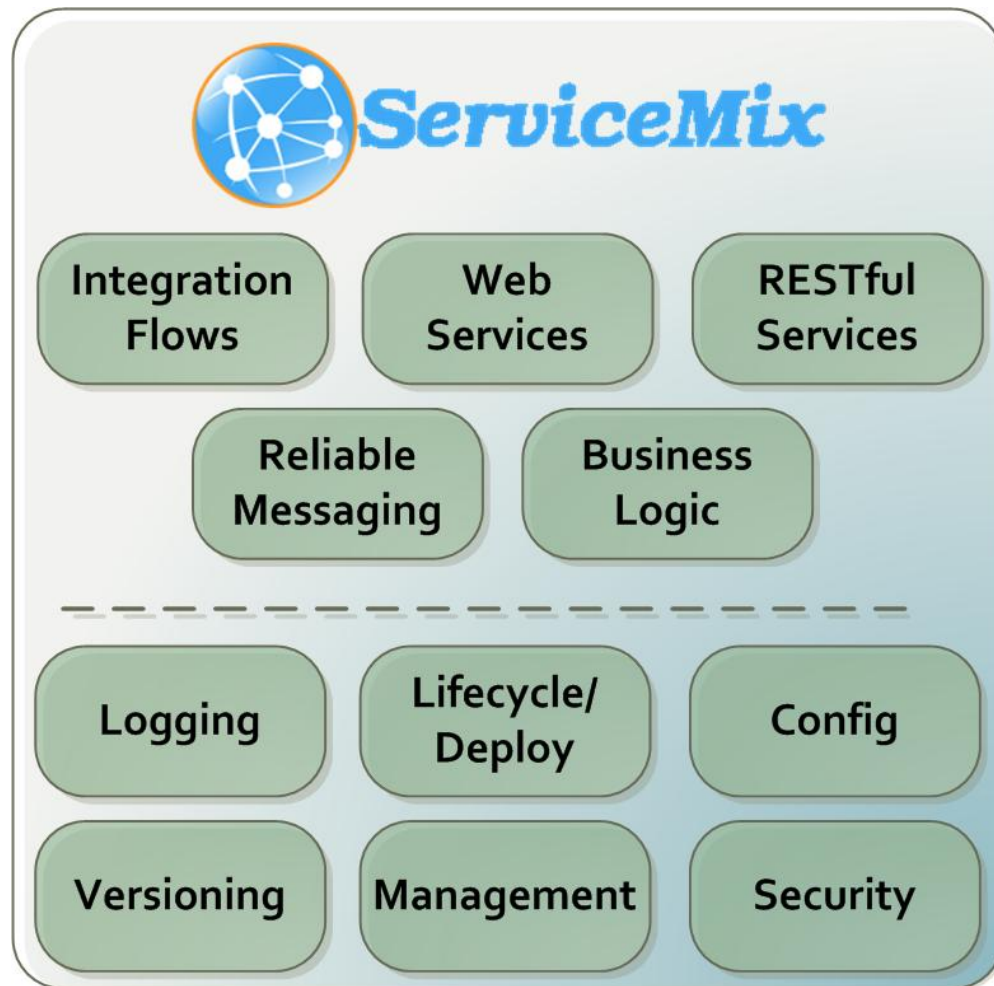 ServiceMix
Integration
Flows
Web
Services
RESTful
Services
Reliable
Messaging
Business
Logic
Logging
Lifecycle/
Deploy
Config
Versioning
Management
Security